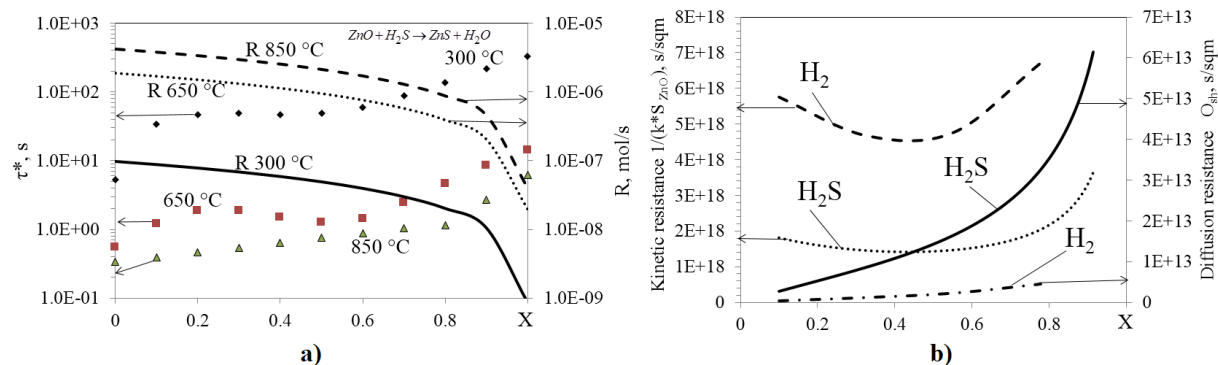 1.0E+03
1.0E+02
1.0E+01
1.0E+00
1.0E-01
τ*, s
0 0.2 0.4 0.6 0.8 X
1.0E-05
1.0E-06
1.0E-07
1.0E-08
1.0E-09
R, mol/s
ZnO+H₂S→ZnS+H₂O
R 850 °C
300 °C
R 650 °C
R 300 °C
650 °C
850 °C
a)
8E+18
7E+18
6E+18
5E+18
4E+18
3E+18
2E+18
1E+18
0
Kinetic resistance 1/(k*S ZnO), s/sqm
0 0.2 0.4 0.6 0.8 X
7E+13
6E+13
5E+13
4E+13
3E+13
2E+13
1E+13
0
Diffusion resistance O_sh, s/sqm
H₂
H₂S
H₂S
H₂
b)